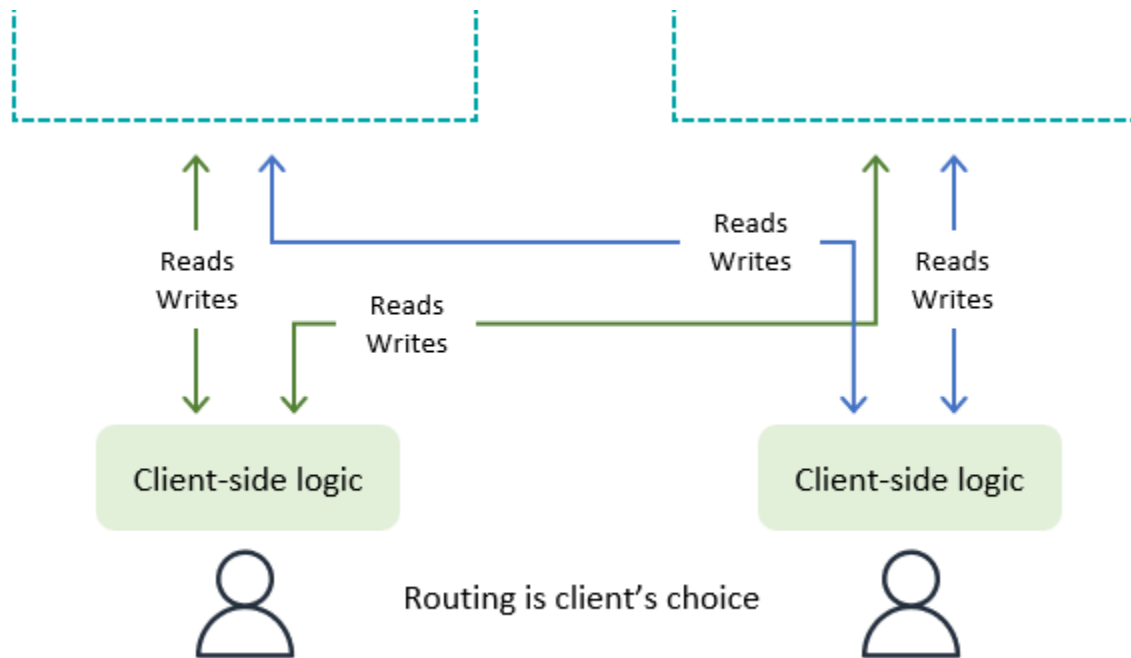 Reads
Writes
Reads
Writes
Reads
Writes
Reads
Writes
Client-side logic
Client-side logic
Routing is client’s choice